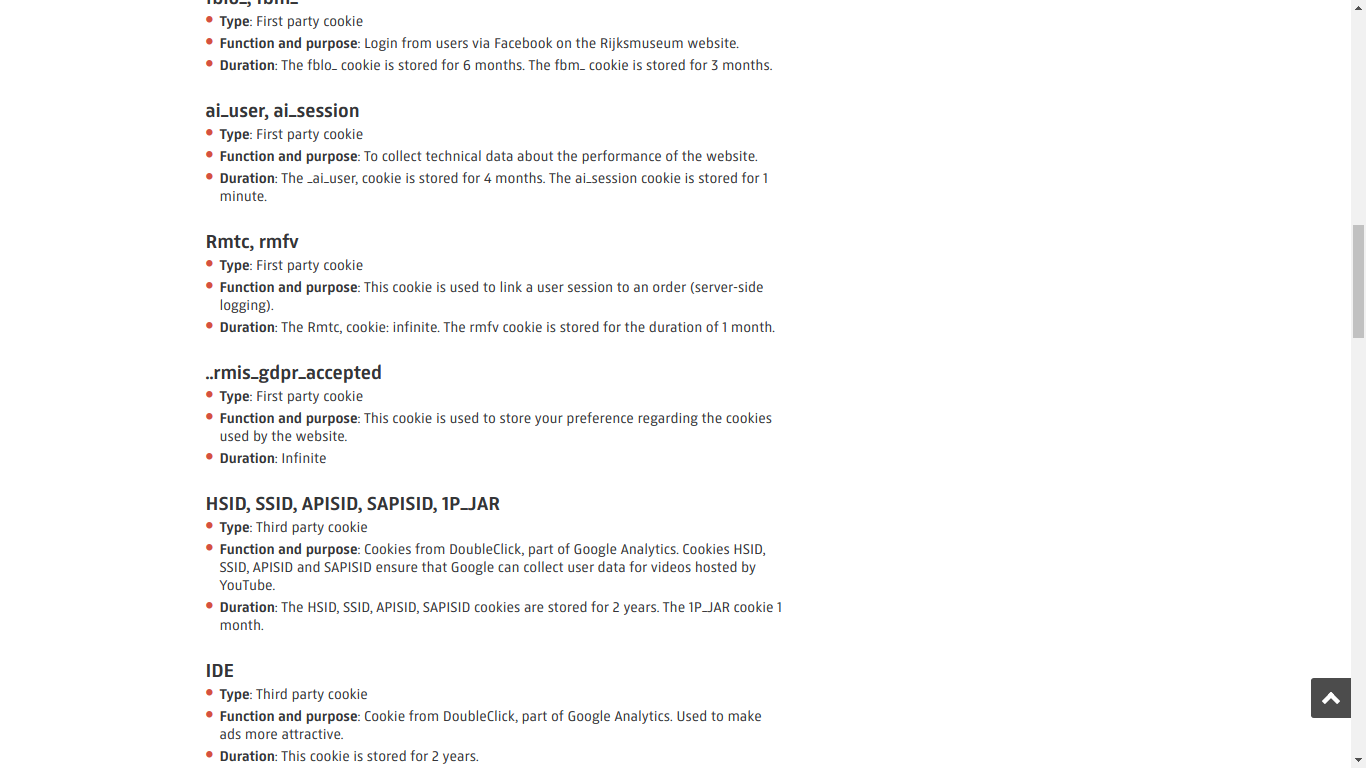 fblo_, fbm_
Type: First party cookie
Function and purpose: Login from users via Facebook on the Rijksmuseum website.
Duration: The fblo_ cookie is stored for 6 months. The fbm_ cookie is stored for 3 months.
ai_user, ai_session
Type: First party cookie
Function and purpose: To collect technical data about the performance of the website.
Duration: The _ai_user, cookie is stored for 4 months. The ai_session cookie is stored for 1
minute.
Rmtc, rmfv
Type: First party cookie
Function and purpose: This cookie is used to link a user session to an order (server-side
logging).
Duration: The Rmtc, cookie: infinite. The rmfv cookie is stored for the duration of 1 month.
..rmis_gdpr_accepted
Type: First party cookie
Function and purpose: This cookie is used to store your preference regarding the cookies
used by the website.
Duration: Infinite
HSID, SSID, APISID, SAPISID, 1P_JAR
Type: Third party cookie
Function and purpose: Cookies from DoubleClick, part of Google Analytics. Cookies HSID,
SSID, APISID and SAPISID ensure that Google can collect user data for videos hosted by
YouTube.
Duration: The HSID, SSID, APISID, SAPISID cookies are stored for 2 years. The 1P_JAR cookie 1
month.
IDE
Type: Third party cookie
Function and purpose: Cookie from DoubleClick, part of Google Analytics. Used to make
ads more attractive.
Duration: This cookie is stored for 2 years.